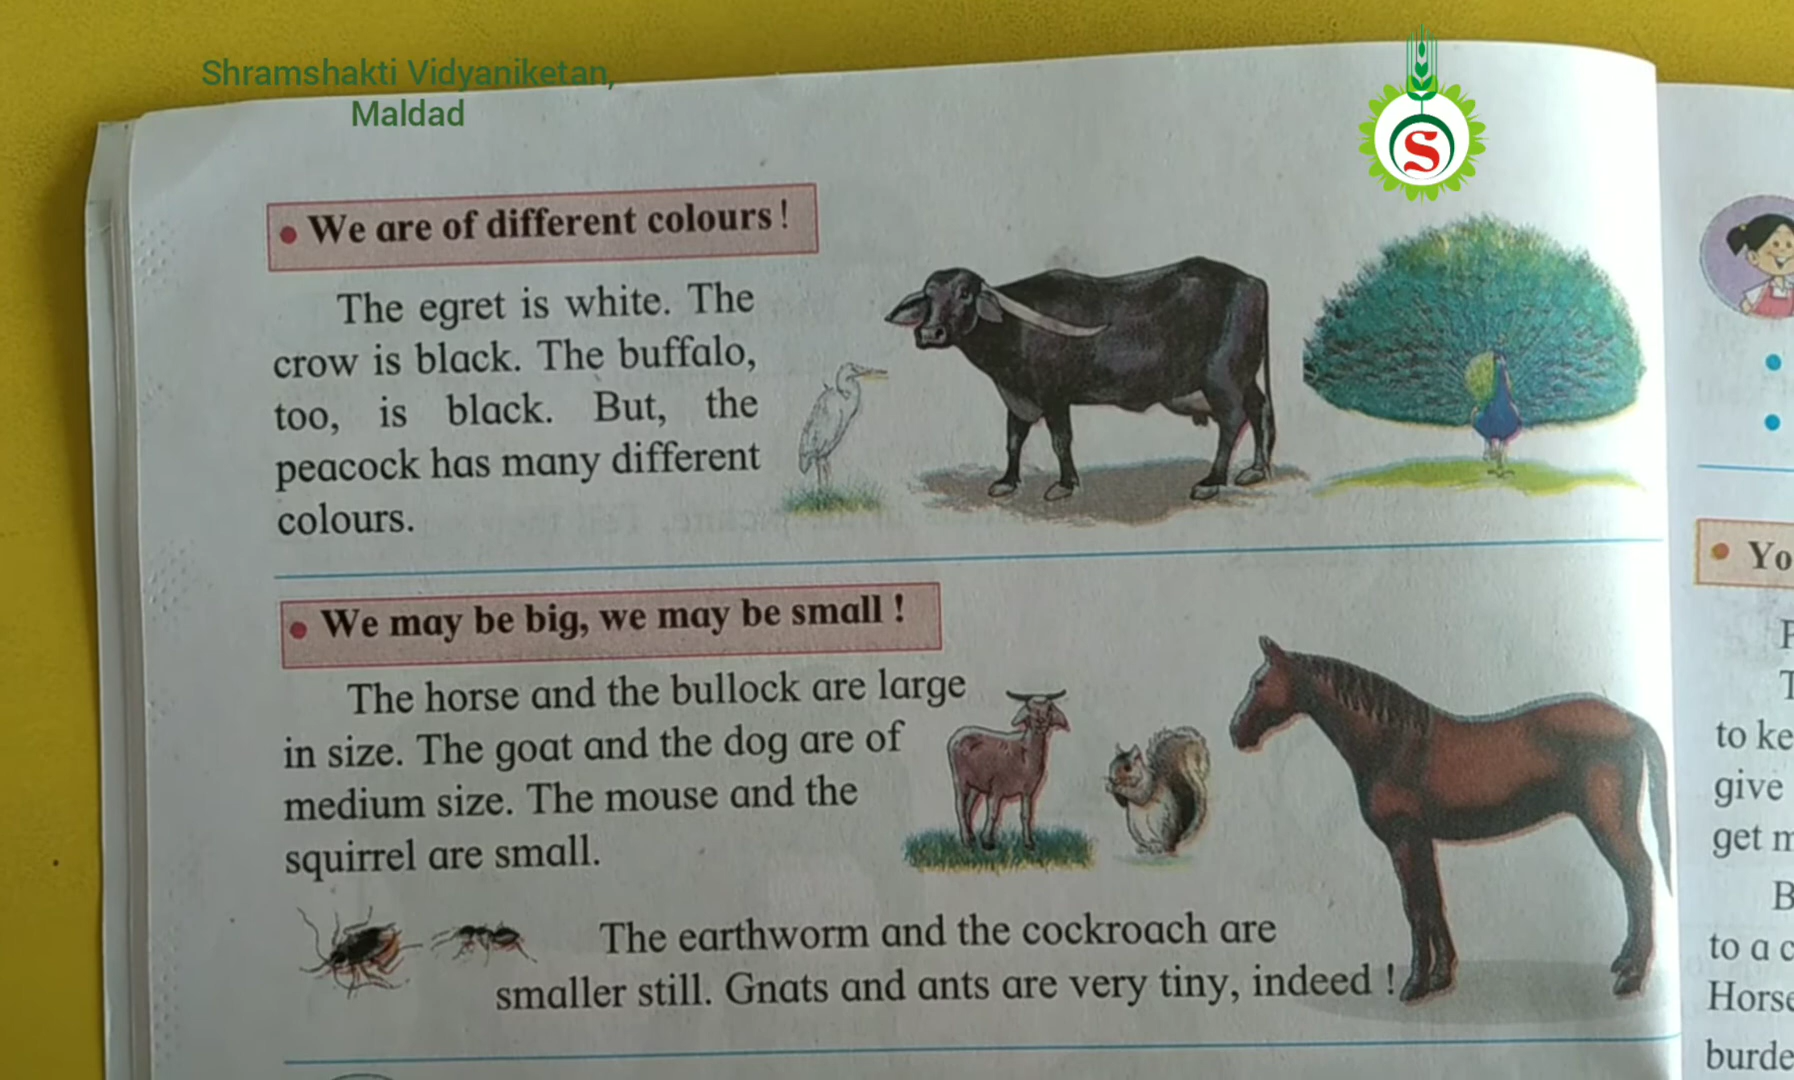 Shramshakti Vidyaniketan,
Maldad
S
• We are of different colours !
The egret is white. The
crow is black. The buffalo,
too, is black. But, the
peacock has many different
colours.
• We may be big, we may be small !
The horse and the bullock are large
in size. The goat and the dog are of
medium size. The mouse and the
squirrel are small.
The earthworm and the cockroach are
smaller still. Gnats and ants are very tiny, indeed !
• Yo
to ke
give
get m
B
to a c
Horse
burde